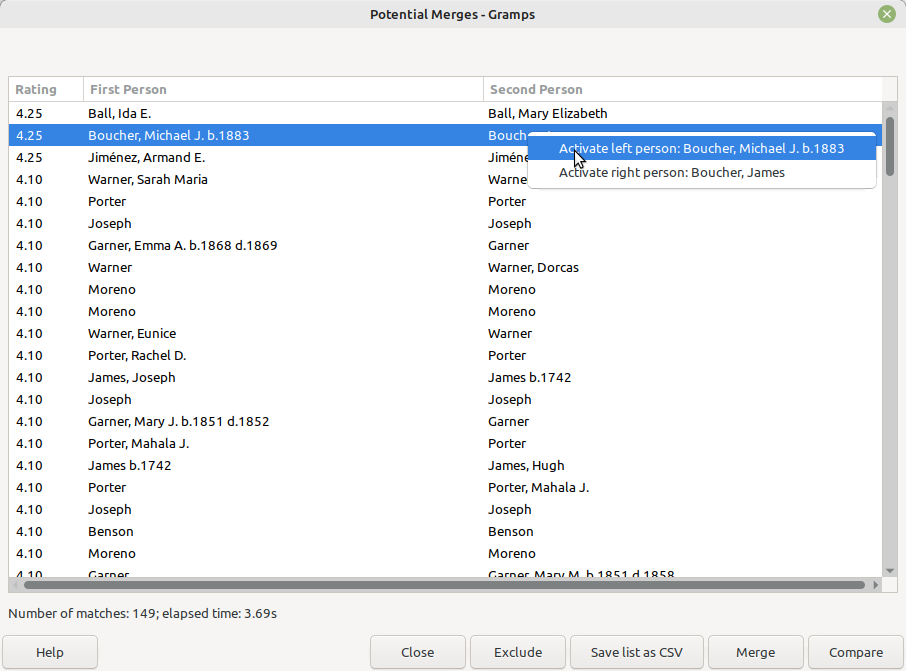 Potential Merges - Gramps
Rating First Person Second Person
4.25 Ball, Ida E. Ball, Mary Elizabeth
4.25 Boucher, Michael J. b.1883
Activate left person: Boucher, Michael J. b.1883
4.25 Jiménez, Armand E.
Activate right person: Boucher, James
4.10 Warner, Sarah Maria
4.10 Porter Porter
4.10 Joseph Joseph
4.10 Garner, Emma A. b.1868 d.1869 Garner
4.10 Warner Warner, Dorcas
4.10 Moreno Moreno
4.10 Moreno Moreno
4.10 Warner, Eunice Warner
4.10 Porter, Rachel D. Porter
4.10 James, Joseph James b.1742
4.10 Joseph Joseph
4.10 Garner, Mary J. b.1851 d.1852 Garner
4.10 Porter, Mahala J. Porter
4.10 James b.1742 James, Hugh
4.10 Porter Porter, Mahala J.
4.10 Joseph Joseph
4.10 Benson Benson
4.10 Moreno Moreno
4.10 Garner Garner, Mary M. b.1851 d.1858
Number of matches: 149; elapsed time: 3.69s
Help Close Exclude Save list as CSV Merge Compare